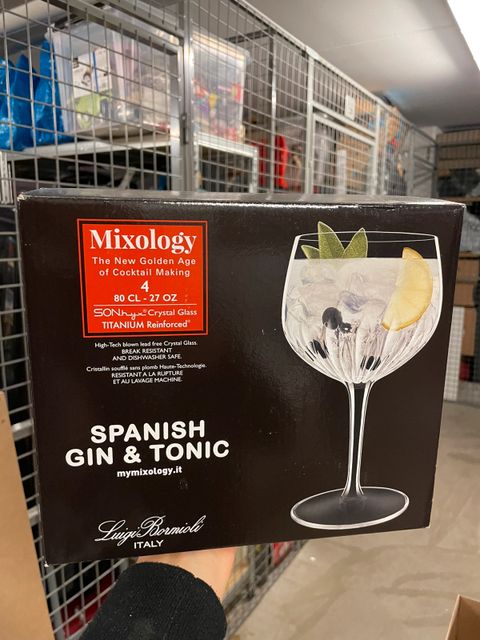 Mixology
The New Golden Age
of Cocktail Making
4
80 CL - 27 OZ
SON.hyx™ Crystal Glass
TITANIUM Reinforced®
High-Tech blown lead free Crystal Glass.
BREAK RESISTANT
AND DISHWASHER SAFE.
Cristallin soufflé sans plomb Haute-Technologie.
RESISTANT A LA RUPTURE
ET AU LAVAGE MACHINE.
SPANISH
GIN & TONIC
mymixology.it
Luigi Bormioli
ITALY